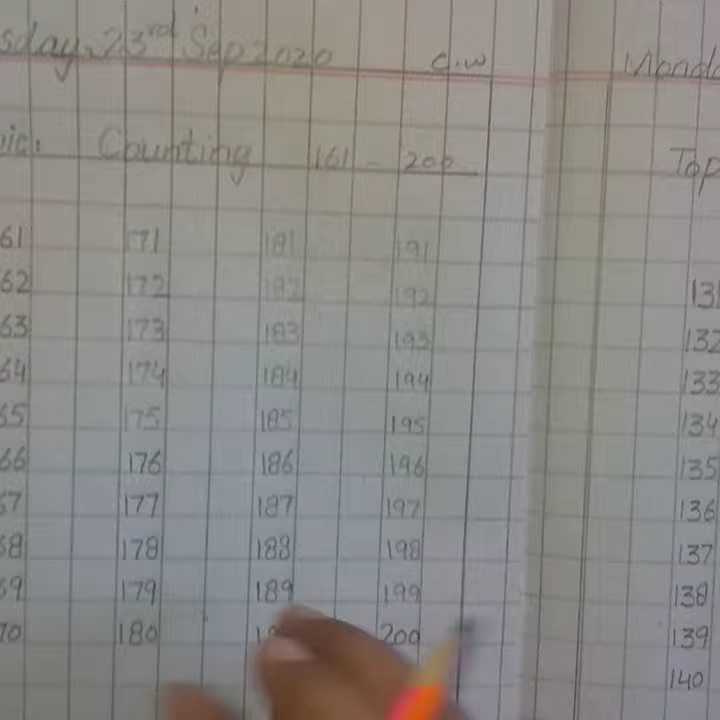 sday, 23rd Sep 2020 C.W
pic: Counting 161 - 200
61 171 181 191
62 172 182 192
63 173 183 193
64 174 184 194
65 175 185 195
66 176 186 196
67 177 187 197
68 178 188 198
69 179 189 199
70 180 19 200
Monda
Top
131
132
133
134
135
136
137
138
139
140